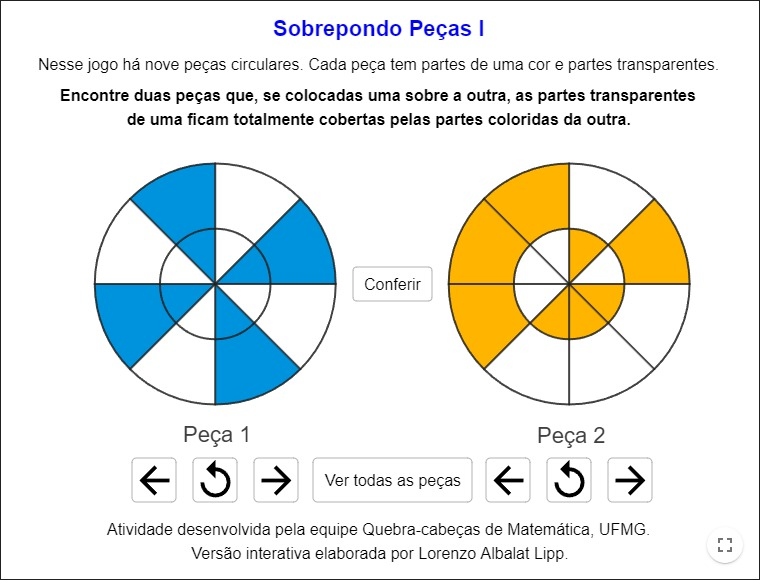 Sobrepondo Peças I
Nesse jogo há nove peças circulares. Cada peça tem partes de uma cor e partes transparentes.
Encontre duas peças que, se colocadas uma sobre a outra, as partes transparentes
de uma ficam totalmente cobertas pelas partes coloridas da outra.
Conferir
Peça 1
Peça 2
Ver todas as peças
Atividade desenvolvida pela equipe Quebra-cabeças de Matemática, UFMG.
Versão interativa elaborada por Lorenzo Albalat Lipp.